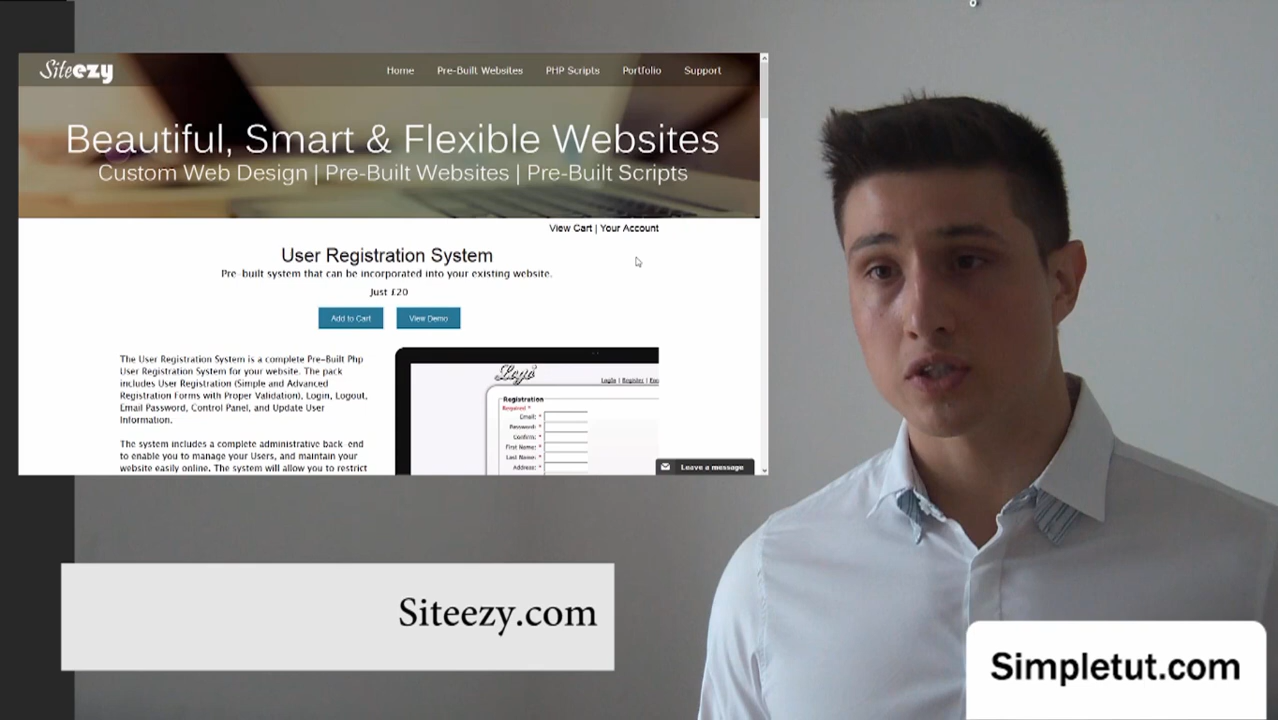 Siteezy
Home Pre-Built Websites PHP Scripts Portfolio Support
Beautiful, Smart & Flexible Websites
Custom Web Design | Pre-Built Websites | Pre-Built Scripts
View Cart | Your Account
User Registration System
Pre-built system that can be incorporated into your existing website.
Just £20
Add to Cart View Demo
The User Registration System is a complete Pre-Built Php
User Registration System for your website. The pack
includes User Registration (Simple and Advanced
Registration Forms with Proper Validation), Login, Logout,
Email Password, Control Panel, and Update User
Information.
The system includes a complete administrative back-end
to enable you to manage your Users, and maintain your
website easily online. The system will allow you to restrict
Logo
Login | Register |
Registration
Required *
Email: *
Password: *
Confirm: *
First Name: *
Last Name: *
Address: *
Leave a message
Siteezy.com
Simpletut.com